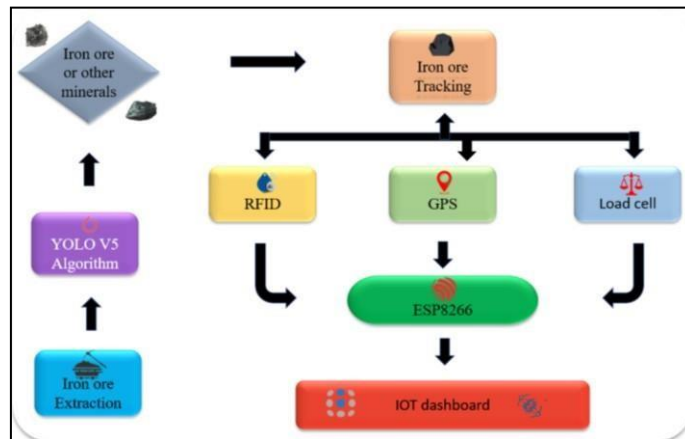 Iron ore
or other
minerals
Iron ore
Tracking
RFID
GPS
Load cell
YOLO V5
Algorithm
ESP8266
Iron ore
Extraction
IOT dashboard